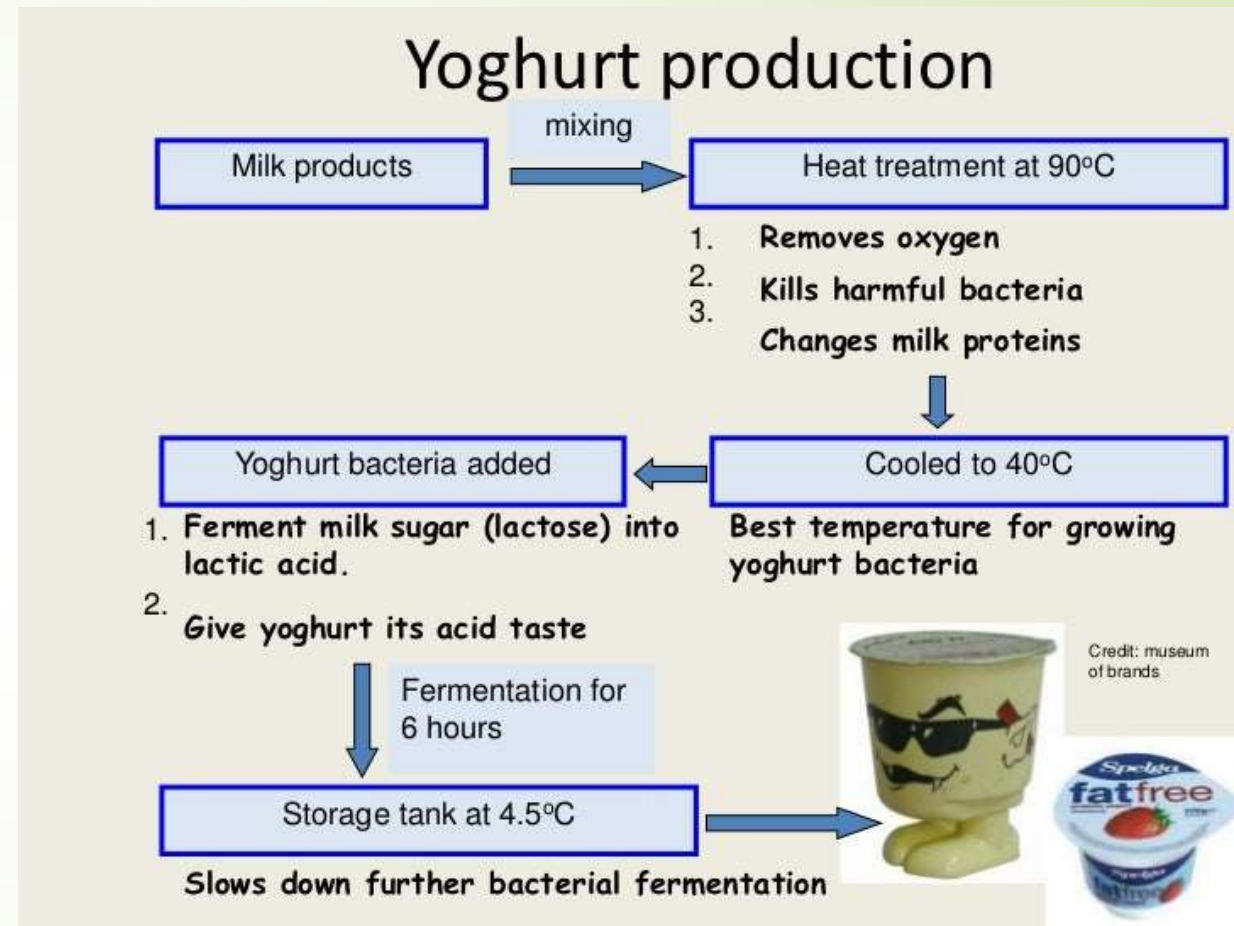 Yoghurt production
mixing
Milk products
Heat treatment at 90°C
1. Removes oxygen
2. Kills harmful bacteria
3. Changes milk proteins
Cooled to 40°C
Best temperature for growing
yoghurt bacteria
Yoghurt bacteria added
1. Ferment milk sugar (lactose) into
lactic acid.
2. Give yoghurt its acid taste
Fermentation for
6 hours
Storage tank at 4.5°C
Slows down further bacterial fermentation
Credit: museum
of brands
Spelga
fatfree
Spelga
fatfree